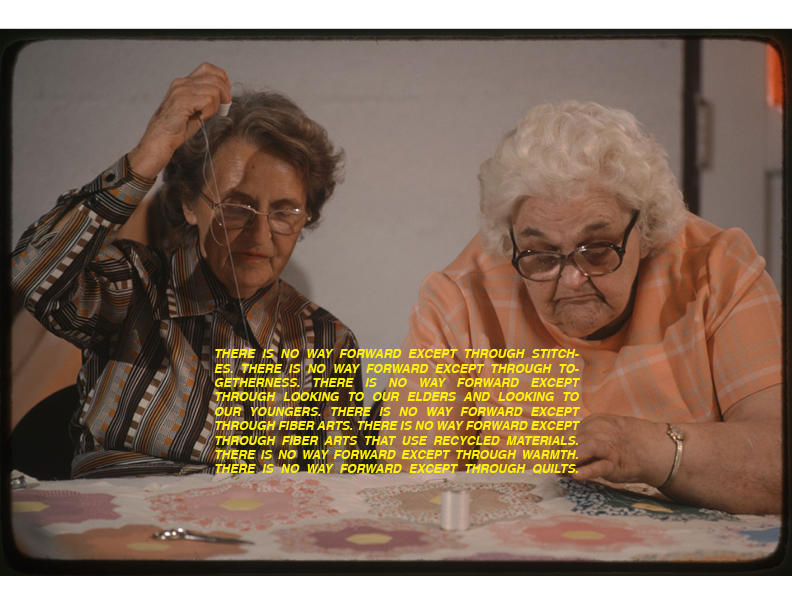 THERE IS NO WAY FORWARD EXCEPT THROUGH STITCH-
ES. THERE IS NO WAY FORWARD EXCEPT THROUGH TO-
GETHERNESS. THERE IS NO WAY FORWARD EXCEPT
THROUGH LOOKING TO OUR ELDERS AND LOOKING TO
OUR YOUNGERS. THERE IS NO WAY FORWARD EXCEPT
THROUGH FIBER ARTS. THERE IS NO WAY FORWARD EXCEPT
THROUGH FIBER ARTS THAT USE RECYCLED MATERIALS.
THERE IS NO WAY FORWARD EXCEPT THROUGH WARMTH.
THERE IS NO WAY FORWARD EXCEPT THROUGH QUILTS.